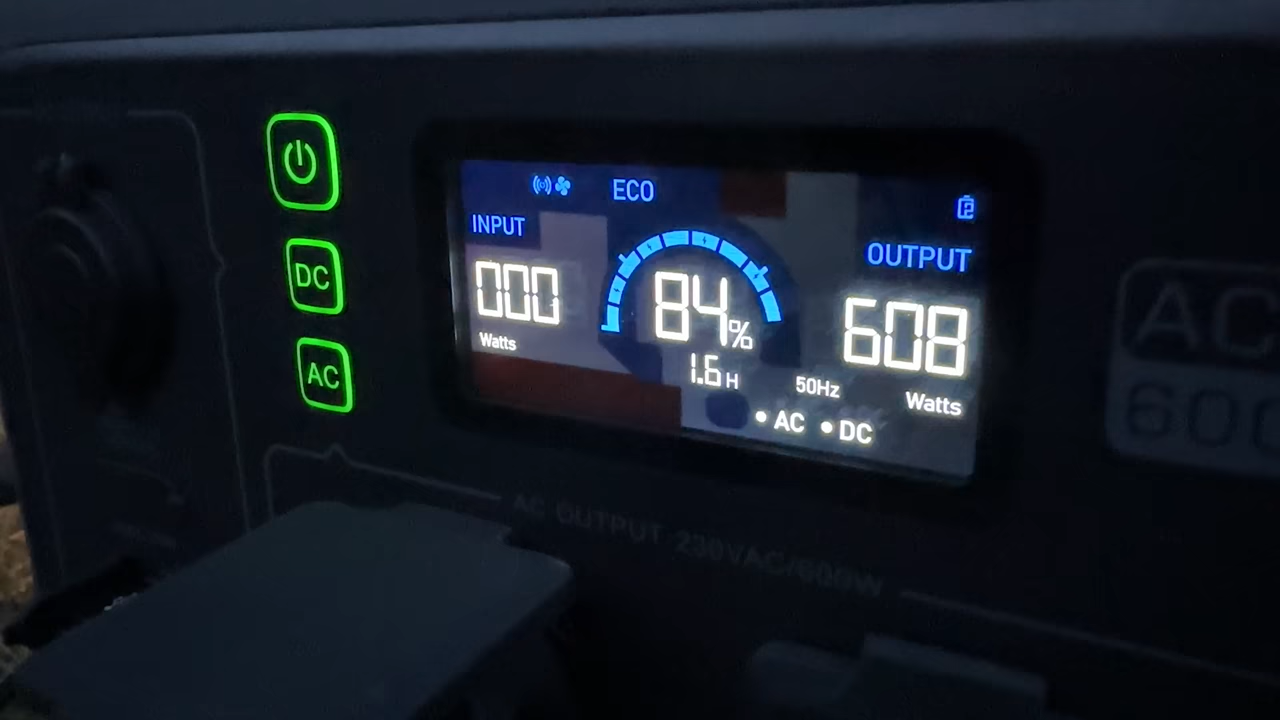 ECO
INPUT
OUTPUT
DC
000
84%
608
Watts
1.6H
50Hz
Watts
AC
• AC • DC
AC
600
AC OUTPUT 230VAC/600W